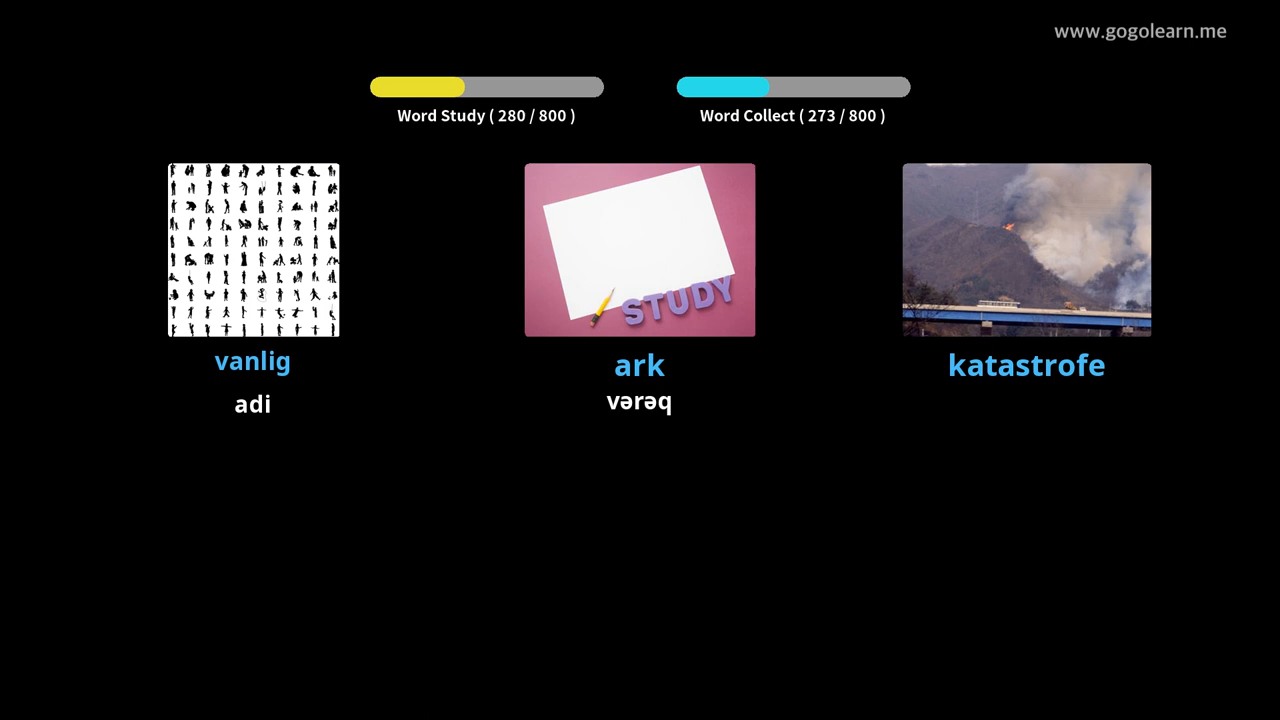 www.gogolearn.me
Word Study ( 280 / 800 )
Word Collect ( 273 / 800 )
STUDY
vanlig
ark
katastrofe
adi
vərəq